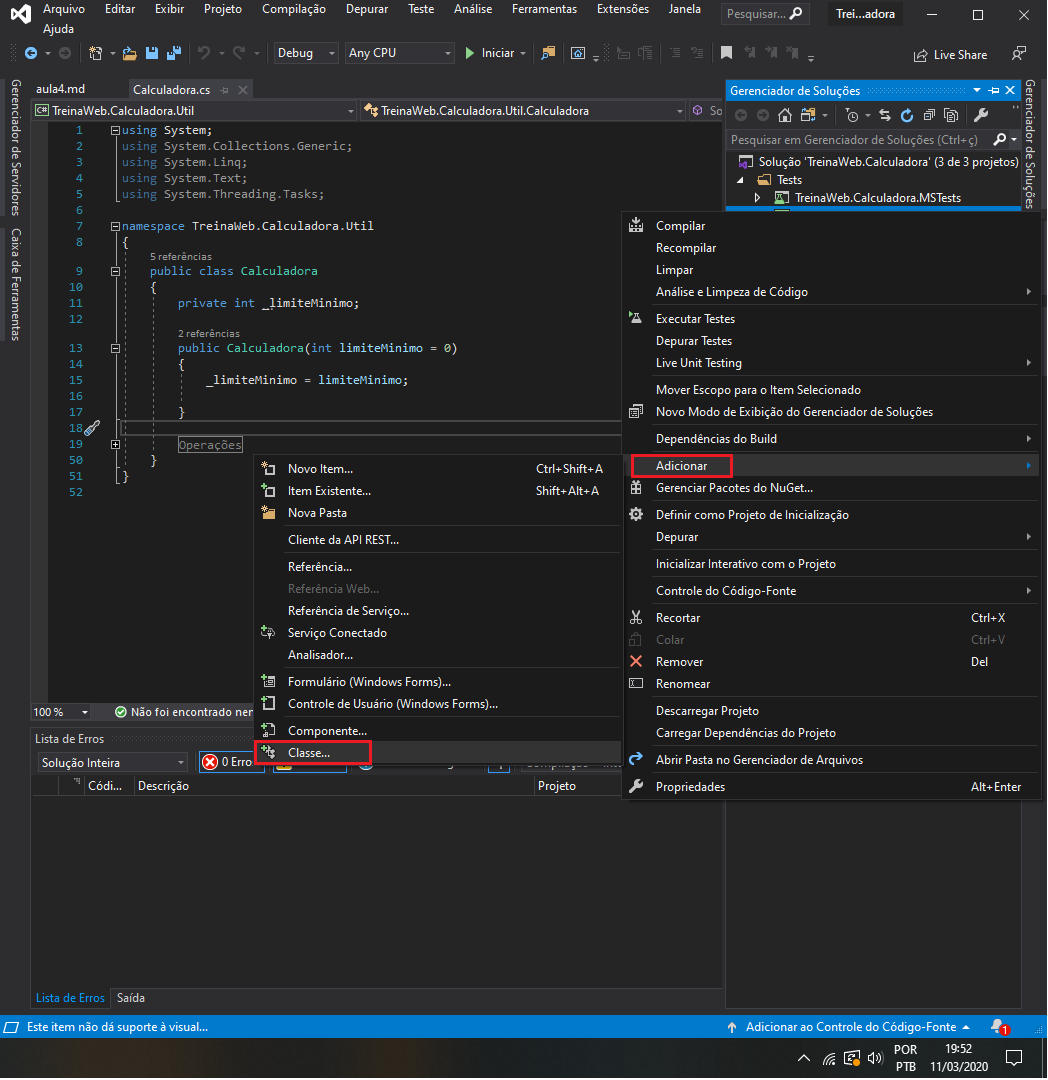 Arquivo Editar Exibir Projeto Compilação Depurar Teste Análise Ferramentas Extensões Janela Pesquisar... Trei...adora
Ajuda
Debug Any CPU Iniciar Live Share
Gerenciador de Servidores
Caixa de Ferramentas
aula4.md Calculadora.cs
TreinaWeb.Calculadora.Util TreinaWeb.Calculadora.Util.Calculadora So
1 using System;
2 using System.Collections.Generic;
3 using System.Linq;
4 using System.Text;
5 using System.Threading.Tasks;
6
7 namespace TreinaWeb.Calculadora.Util
8 {
5 referências
9 public class Calculadora
10 {
11 private int _limiteMinimo;
12
2 referências
13 public Calculadora(int limiteMinimo = 0)
14 {
15 _limiteMinimo = limiteMinimo;
16
17 }
18
19 Operações
50 }
51 }
52
Gerenciador de Soluções
Pesquisar em Gerenciador de Soluções (Ctrl+ç)
Solução 'TreinaWeb.Calculadora' (3 de 3 projetos)
Tests
TreinaWeb.Calculadora.MSTests
Gerenciador de Soluções
Compilar
Recompilar
Limpar
Análise e Limpeza de Código
Executar Testes
Depurar Testes
Live Unit Testing
Mover Escopo para o Item Selecionado
Novo Modo de Exibição do Gerenciador de Soluções
Dependências do Build
Adicionar
Gerenciar Pacotes do NuGet...
Definir como Projeto de Inicialização
Depurar
Inicializar Interativo com o Projeto
Controle do Código-Fonte
Recortar Ctrl+X
Colar Ctrl+V
Remover Del
Renomear
Descarregar Projeto
Carregar Dependências do Projeto
Abrir Pasta no Gerenciador de Arquivos
Propriedades Alt+Enter
Novo Item... Ctrl+Shift+A
Item Existente... Shift+Alt+A
Nova Pasta
Cliente da API REST...
Referência...
Referência Web...
Referência de Serviço...
Serviço Conectado
Analisador...
Formulário (Windows Forms)...
Controle de Usuário (Windows Forms)...
Componente...
Classe...
100 % Não foi encontrado nen
Lista de Erros
Solução Inteira 0 Erro
Códi... Descrição Projeto
Lista de Erros Saída
Este item não dá suporte à visual... Adicionar ao Controle do Código-Fonte 1
POR 19:52
PTB 11/03/2020